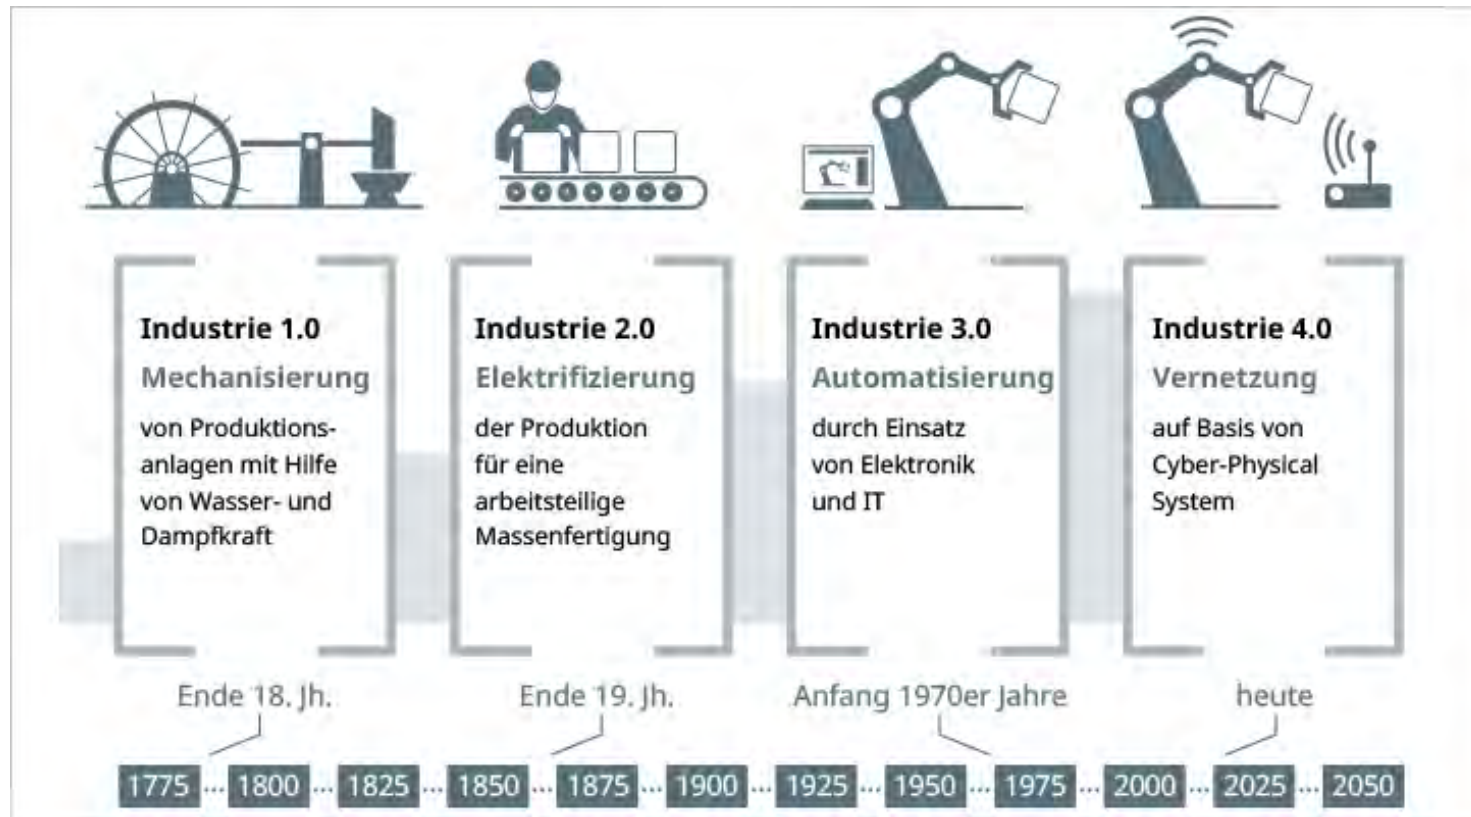 Industrie 1.0
Mechanisierung
von Produktions-
anlagen mit Hilfe
von Wasser- und
Dampfkraft
Industrie 2.0
Elektrifizierung
der Produktion
für eine
arbeitsteilige
Massenfertigung
Industrie 3.0
Automatisierung
durch Einsatz
von Elektronik
und IT
Industrie 4.0
Vernetzung
auf Basis von
Cyber-Physical
System
Ende 18. Jh.
Ende 19. Jh.
Anfang 1970er Jahre
heute
1775 ... 1800 ... 1825 ... 1850 ... 1875 ... 1900 ... 1925 ... 1950 ... 1975 ... 2000 ... 2025 ... 2050